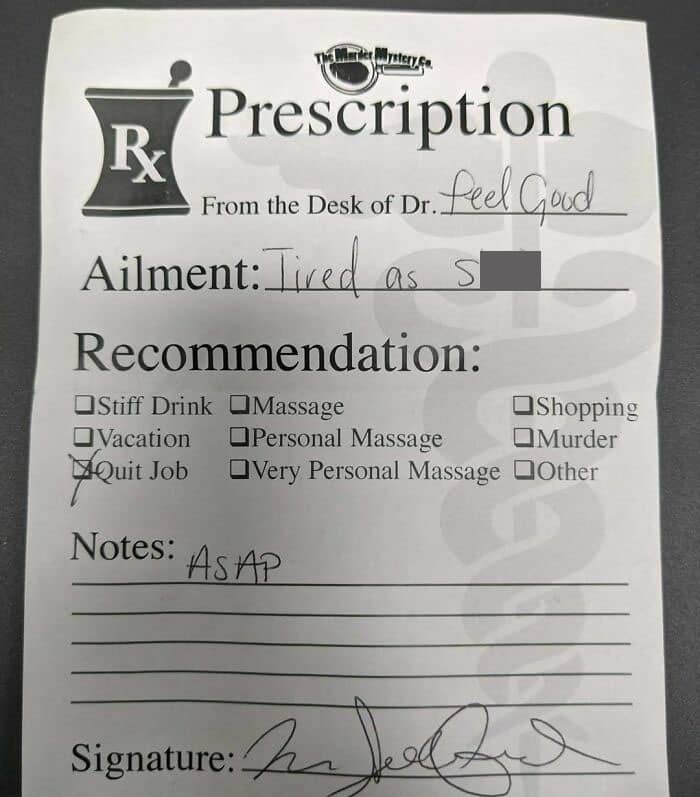 The Murder Mystery Co.
Rx Prescription
From the Desk of Dr. Feel Good
Ailment: Tired as S
Recommendation:
☐Stiff Drink ☐Massage ☐Shopping
☐Vacation ☐Personal Massage ☐Murder
☒Quit Job ☐Very Personal Massage ☐Other
Notes: ASAP
Signature: